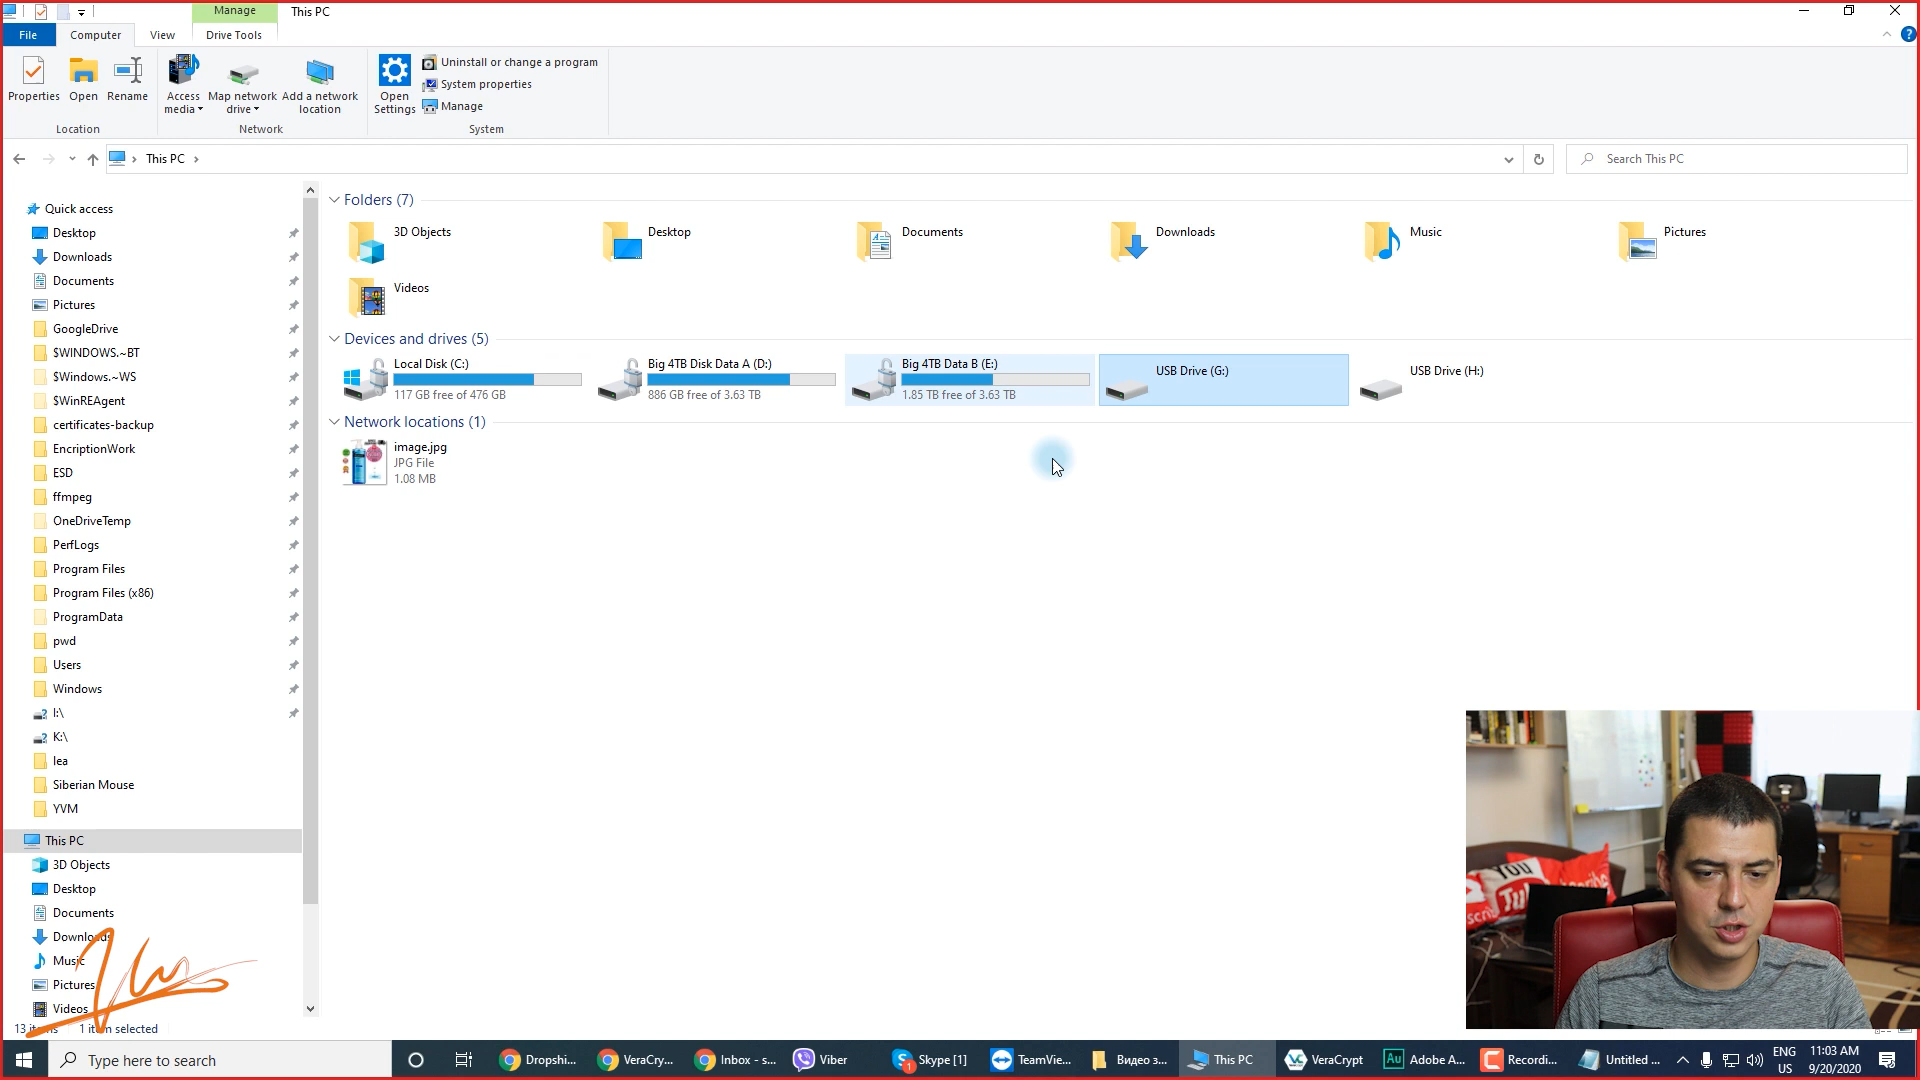 Manage
This PC
File
Computer
View
Drive Tools
Properties
Open
Rename
Access media
Map network drive
Add a network location
Open Settings
Uninstall or change a program
System properties
Manage
Location
Network
System
This PC
Search This PC
Quick access
Desktop
Downloads
Documents
Pictures
GoogleDrive
$WINDOWS.~BT
$Windows.~WS
$WinREAgent
certificates-backup
EncriptionWork
ESD
ffmpeg
OneDriveTemp
PerfLogs
Program Files
Program Files (x86)
ProgramData
pwd
Users
Windows
I:\
K:\
lea
Siberian Mouse
YVM
This PC
3D Objects
Desktop
Documents
Downloads
Music
Pictures
Videos
13 items
1 item selected
Folders (7)
3D Objects
Desktop
Documents
Downloads
Music
Pictures
Videos
Devices and drives (5)
Local Disk (C:)
117 GB free of 476 GB
Big 4TB Disk Data A (D:)
886 GB free of 3.63 TB
Big 4TB Data B (E:)
1.85 TB free of 3.63 TB
USB Drive (G:)
USB Drive (H:)
Network locations (1)
image.jpg
JPG File
1.08 MB
YOU
Type here to search
Dropshi...
VeraCry...
Inbox - s...
Viber
Skype [1]
TeamVie...
Видео з...
This PC
VeraCrypt
Adobe A...
Recordi...
Untitled ...
ENG
US
11:03 AM
9/20/2020